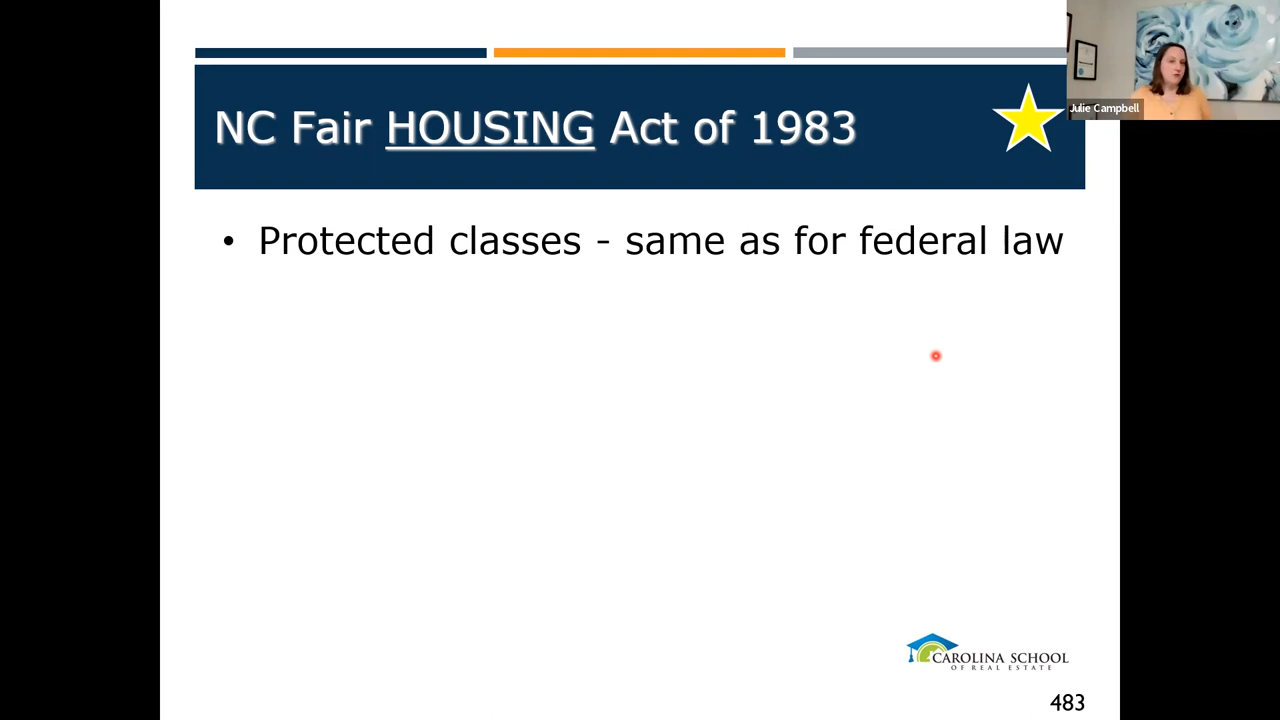 NC Fair HOUSING Act of 1983
Julie Campbell
• Protected classes - same as for federal law
CAROLINA SCHOOL
OF REAL ESTATE
483